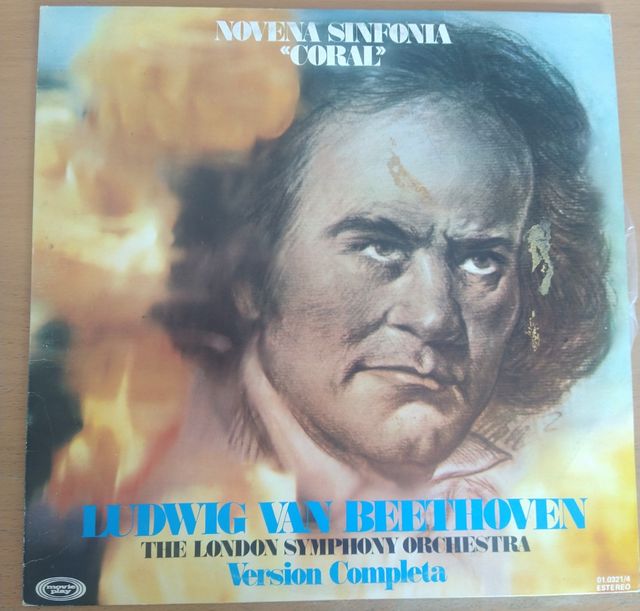 NOVENA SINFONIA
«CORAL»
LUDWIG VAN BEETHOVEN
THE LONDON SYMPHONY ORCHESTRA
Version Completa
movie
play
01.0321/4
ESTEREO